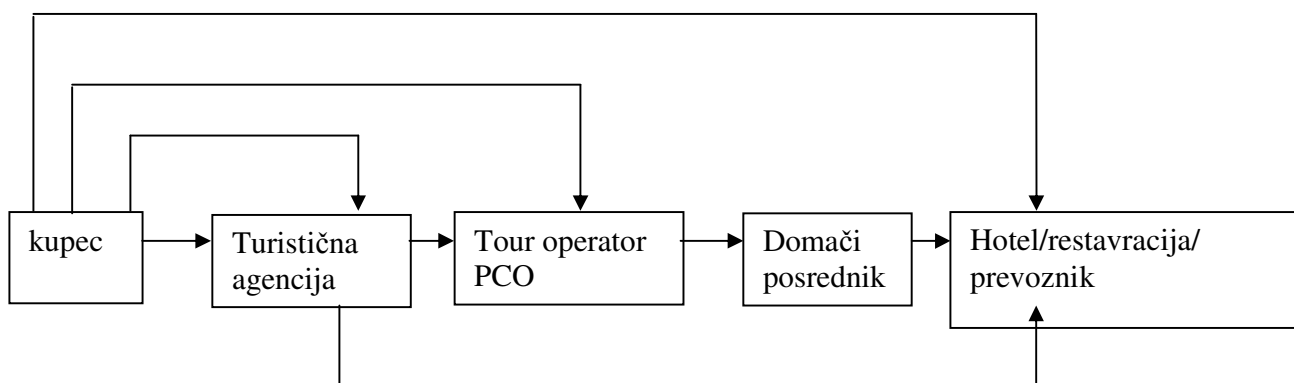 kupec
Turistična
agencija
Tour operator
PCO
Domači
posrednik
Hotel/restavracija/
prevoznik